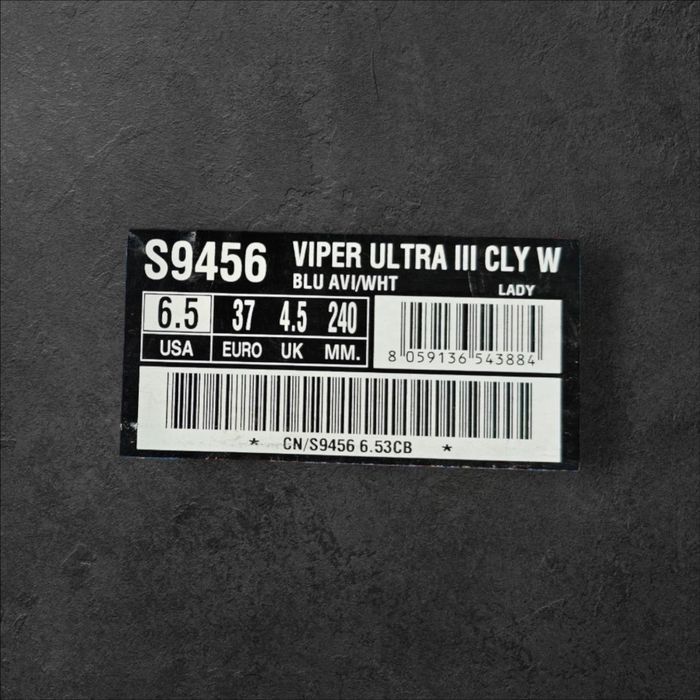 S9456 VIPER ULTRA III CLY W
BLU AVI/WHT LADY
6.5 37 4.5 240
USA EURO UK MM.
8 059136 543884
* CN/S9456 6.53CB *